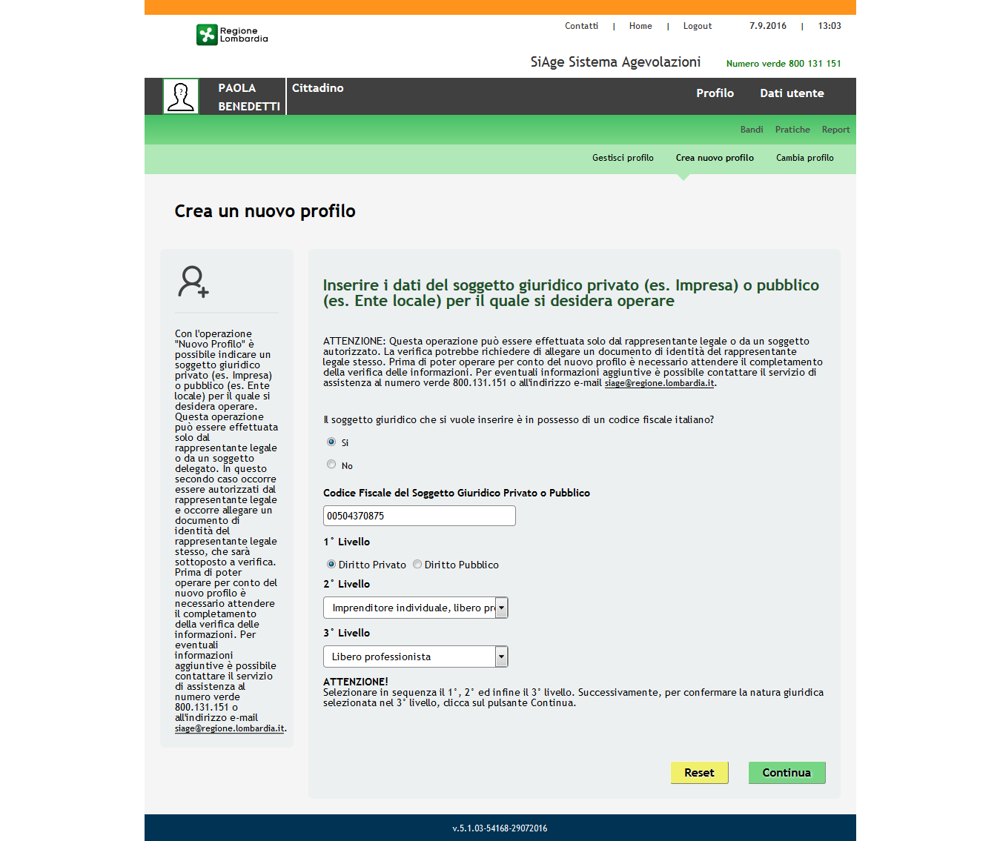 Regione
Lombardia
Contatti | Home | Logout 7.9.2016 | 13:03
SiAge Sistema Agevolazioni Numero verde 800 131 151
?
PAOLA
BENEDETTI
Cittadino
Profilo Dati utente
Bandi Pratiche Report
Gestisci profilo Crea nuovo profilo Cambia profilo
Crea un nuovo profilo
Con l'operazione
"Nuovo Profilo" è
possibile indicare un
soggetto giuridico
privato (es. Impresa)
o pubblico (es. Ente
locale) per il quale si
desidera operare.
Questa operazione
può essere effettuata
solo dal
rappresentante legale
o da un soggetto
delegato. In questo
secondo caso occorre
essere autorizzati dal
rappresentante legale
e occorre allegare un
documento di
identità del
rappresentante legale
stesso, che sarà
sottoposto a verifica.
Prima di poter
operare per conto del
nuovo profilo è
necessario attendere
il completamento
della verifica delle
informazioni. Per
eventuali
informazioni
aggiuntive è possibile
contattare il servizio
di assistenza al
numero verde
800.131.151 o
all'indirizzo e-mail
siage@regione.lombardia.it.
Inserire i dati del soggetto giuridico privato (es. Impresa) o pubblico
(es. Ente locale) per il quale si desidera operare
ATTENZIONE: Questa operazione può essere effettuata solo dal rappresentante legale o da un soggetto
autorizzato. La verifica potrebbe richiedere di allegare un documento di identità del rappresentante
legale stesso. Prima di poter operare per conto del nuovo profilo è necessario attendere il completamento
della verifica delle informazioni. Per eventuali informazioni aggiuntive è possibile contattare il servizio di
assistenza al numero verde 800.131.151 o all'indirizzo e-mail siage@regione.lombardia.it.
Il soggetto giuridico che si vuole inserire è in possesso di un codice fiscale italiano?
Si
No
Codice Fiscale del Soggetto Giuridico Privato o Pubblico
00504370875
1° Livello
Diritto Privato Diritto Pubblico
2° Livello
Imprenditore individuale, libero pro
3° Livello
Libero professionista
ATTENZIONE!
Selezionare in sequenza il 1°, 2° ed infine il 3° livello. Successivamente, per confermare la natura giuridica
selezionata nel 3° livello, clicca sul pulsante Continua.
Reset Continua
v.5.1.03-54168-29072016